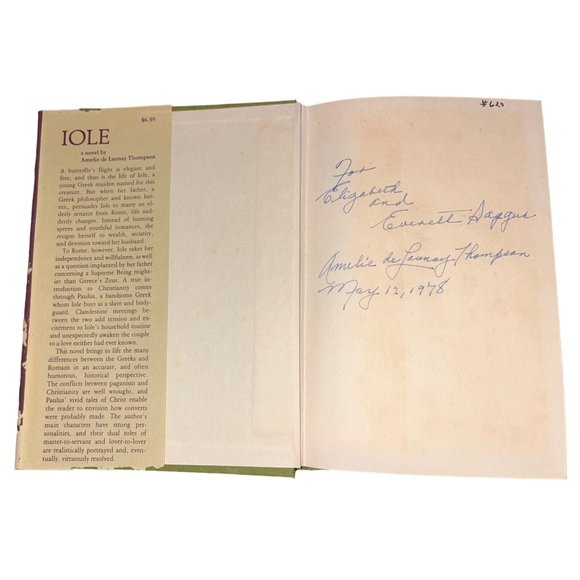 $6.95
IOLE
a novel by
Amelie de Launay Thompson
A butterfly's flight is elegant and
free, and thus is the life of Iole, a
young Greek maiden named for this
creature. But when her father, a
Greek philosopher and known her-
etic, persuades Iole to marry an el-
derly senator from Rome, life sud-
denly changes. Instead of hunting
spees and youthful romances, she
resigns herself to wealth, security,
and devotion toward her husband.
To Rome, however, Iole takes her
independence and willfulness, as well
as a question implanted by her father
concerning a Supreme Being might-
ier than Greece's Zeus. A true in-
troduction to Christianity comes
through Paulus, a handsome Greek
whom Iole buys as a slave and body-
guard. Clandestine meetings be-
tween the two add tension and ex-
citement to Iole's household routine
and unexpectedly awaken the couple
to a love neither had ever known.
This novel brings to life the many
differences between the Greeks and
Romans in an accurate, and often
humorous, historical perspective.
The conflicts between paganism and
Christianity are well wrought, and
Paulus' vivid tales of Christ enable
the reader to envision how converts
were probably made. The author's
main characters have strong per-
sonalities, and their dual roles of
master-to-servant and lover-to-lover
are realistically portrayed and, even-
tually, virtuously resolved.
For
Elizabeth
and
Everett
Amelie de Launay Thompson
May 12, 1978